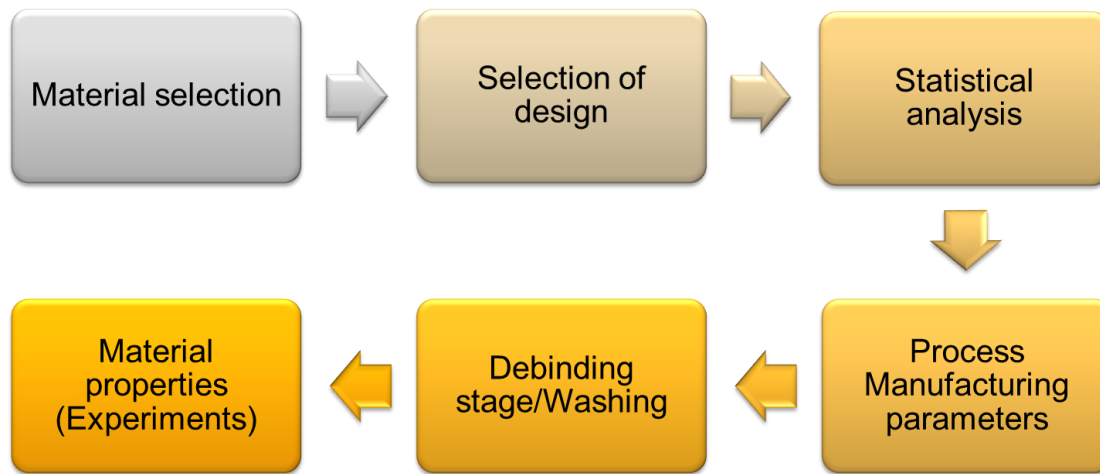 Material selection
Selection of
design
Statistical
analysis
Process
Manufacturing
parameters
Debinding
stage/Washing
Material
properties
(Experiments)